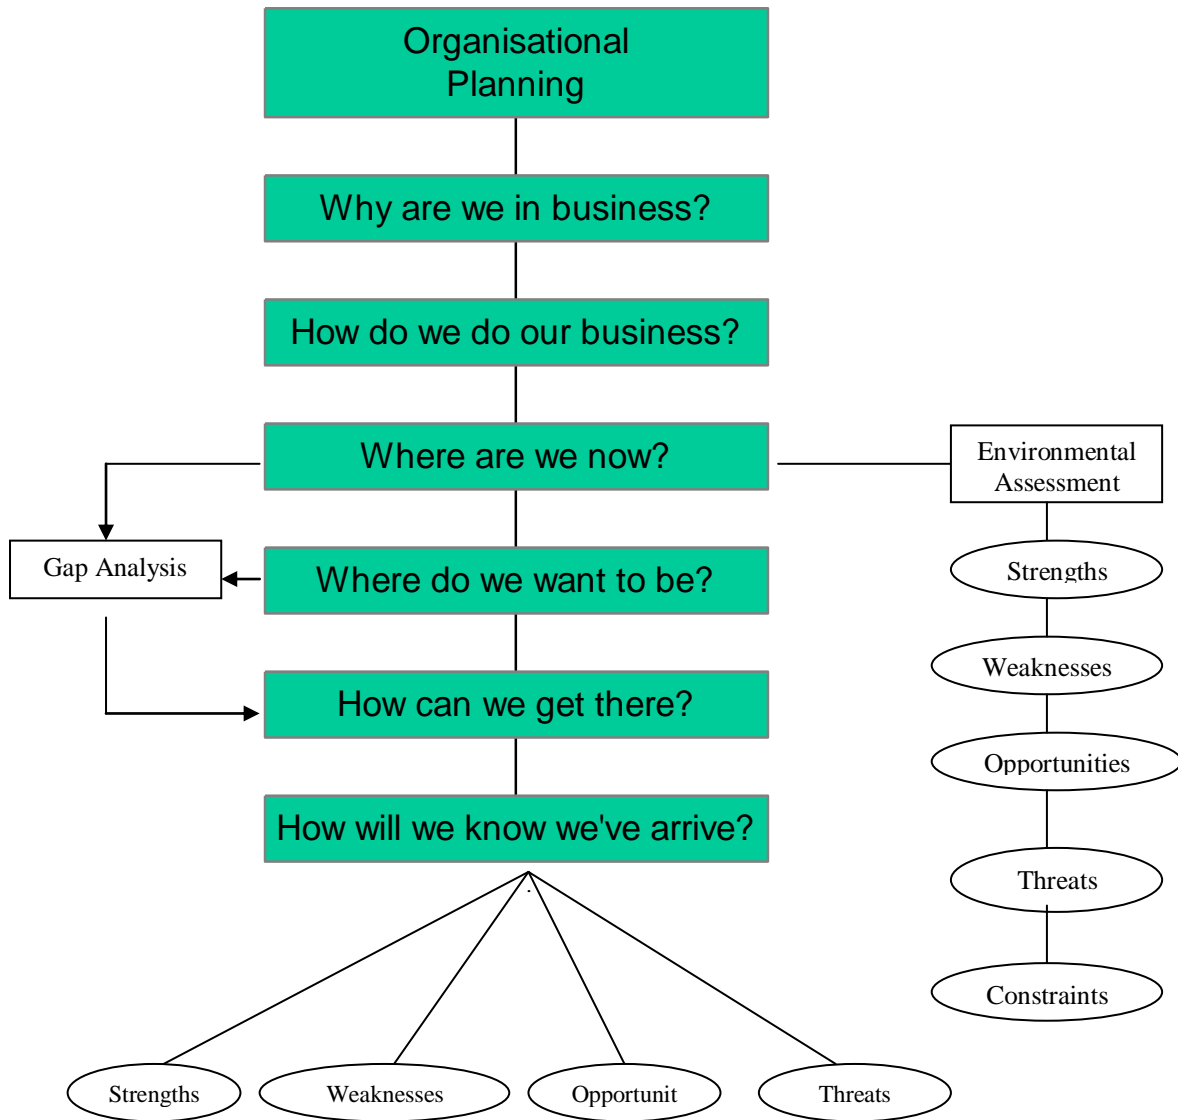 Organisational
Planning
Why are we in business?
How do we do our business?
Where are we now?
Environmental
Assessment
Gap Analysis
Where do we want to be?
Strengths
Weaknesses
How can we get there?
Opportunities
How will we know we've arrive?
Threats
Constraints
Strengths
Weaknesses
Opportunit
Threats